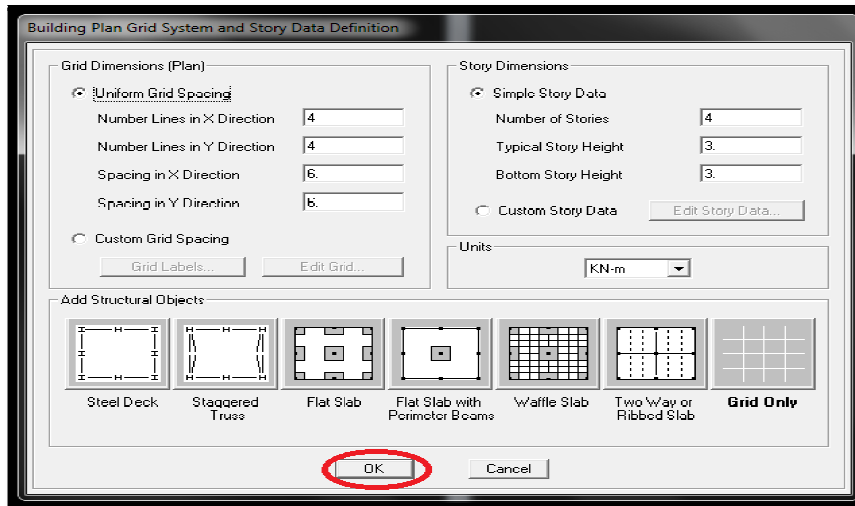 Building Plan Grid System and Story Data Definition
Grid Dimensions (Plan)
Uniform Grid Spacing
Number Lines in X Direction 4
Number Lines in Y Direction 4
Spacing in X Direction 6.
Spacing in Y Direction 6.
Custom Grid Spacing
Grid Labels... Edit Grid...
Story Dimensions
Simple Story Data
Number of Stories 4
Typical Story Height 3.
Bottom Story Height 3.
Custom Story Data Edit Story Data...
Units
KN-m
Add Structural Objects
Steel Deck
Staggered
Truss
Flat Slab
Flat Slab with
Perimeter Beams
Waffle Slab
Two Way or
Ribbed Slab
Grid Only
OK Cancel